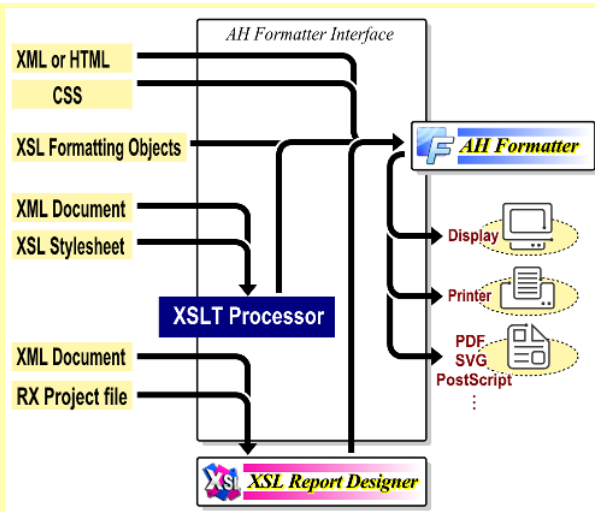 AH Formatter Interface
XML or HTML
CSS
XSL Formatting Objects
F AH Formatter
XML Document
XSL Stylesheet
Display
XSLT Processor
Printer
XML Document
RX Project file
PDF
SVG
PostScript
⋮
XSL XSL Report Designer